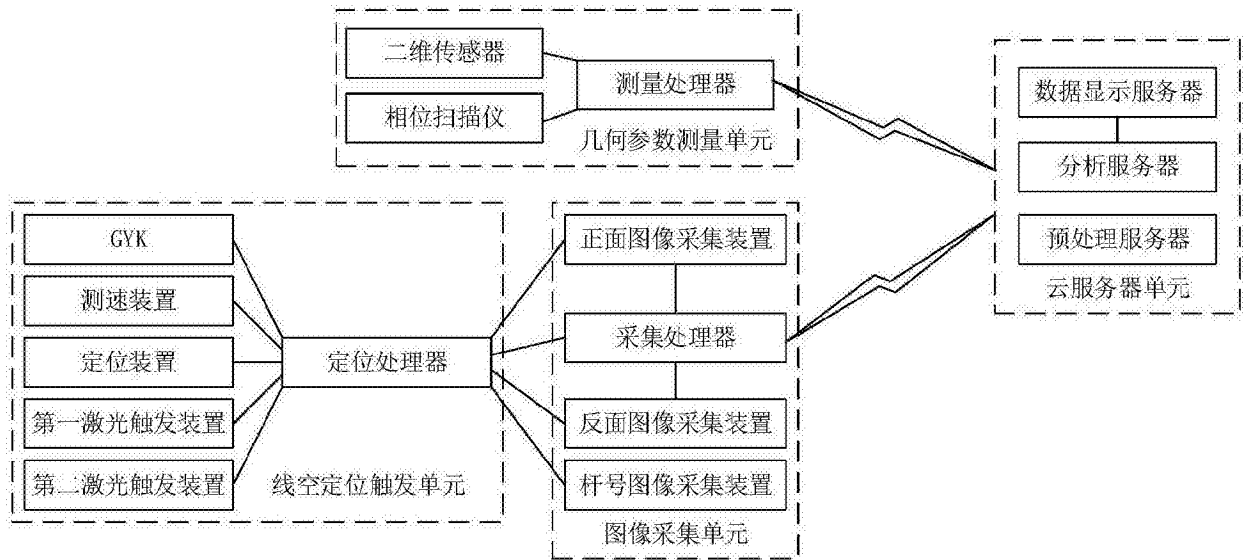 二维传感器
相位扫描仪
测量处理器
几何参数测量单元
数据显示服务器
分析服务器
预处理服务器
云服务器单元
GYK
测速装置
定位装置
第一激光触发装置
第二激光触发装置
定位处理器
线空定位触发单元
正面图像采集装置
采集处理器
反面图像采集装置
杆号图像采集装置
图像采集单元